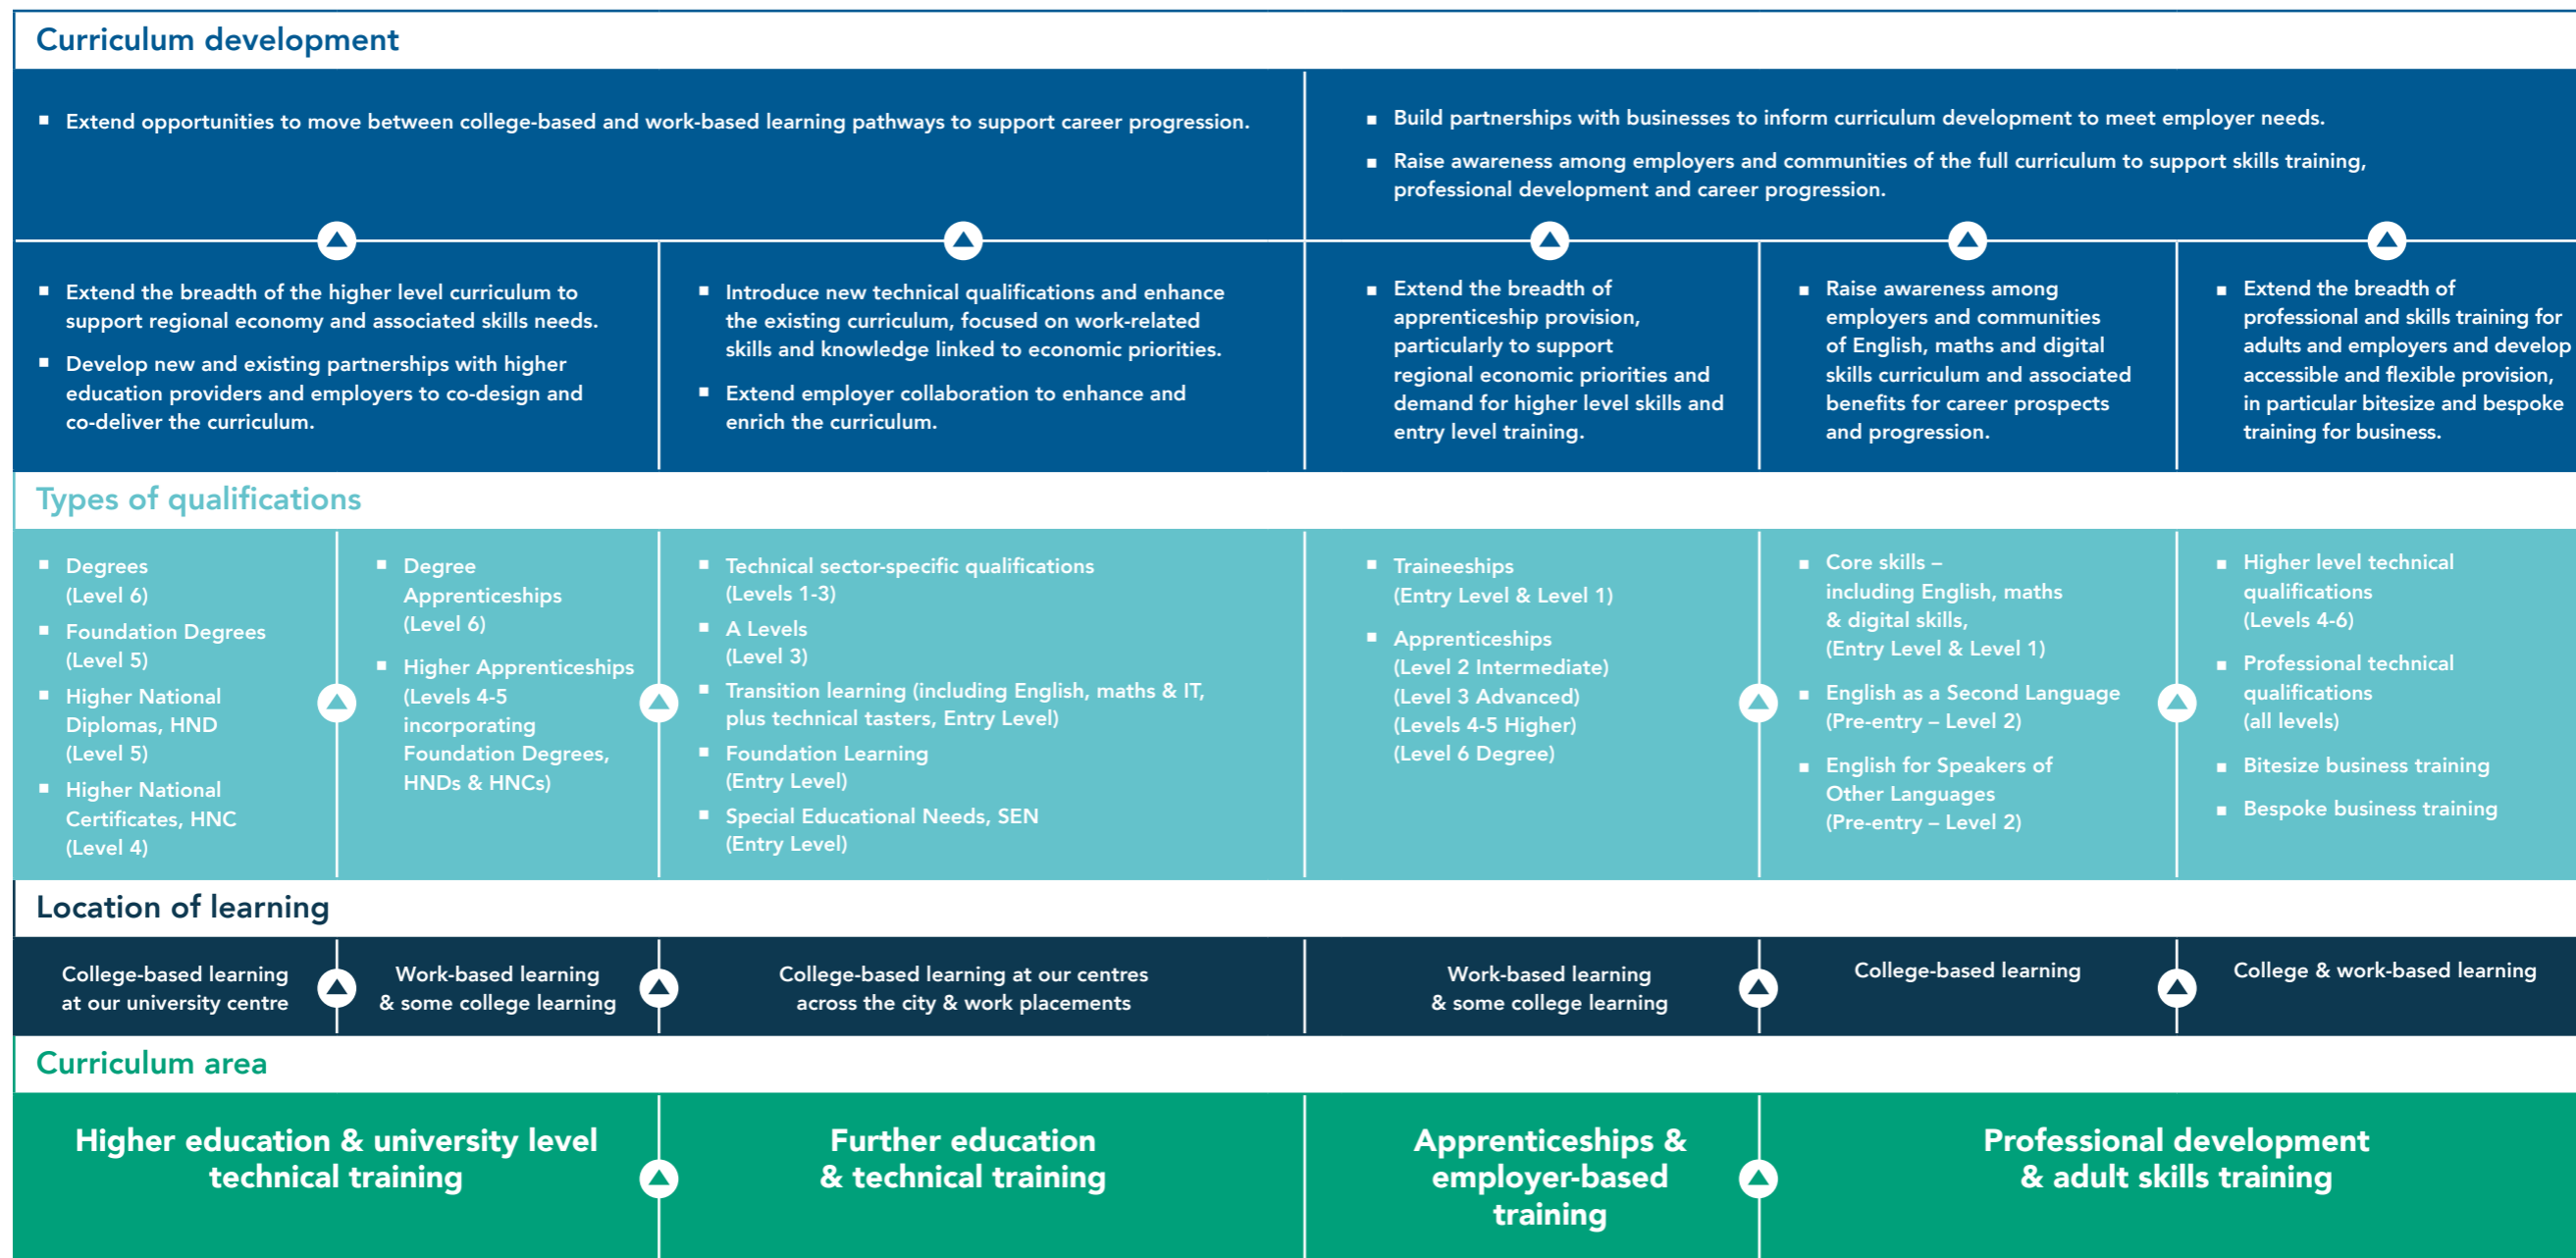 Curriculum development
▪ Extend opportunities to move between college-based and work-based learning pathways to support career progression.
▪ Build partnerships with businesses to inform curriculum development to meet employer needs.
▪ Raise awareness among employers and communities of the full curriculum to support skills training,
professional development and career progression.
▪ Extend the breadth of the higher level curriculum to
support regional economy and associated skills needs.
▪ Develop new and existing partnerships with higher
education providers and employers to co-design and
co-deliver the curriculum.
▪ Introduce new technical qualifications and enhance
the existing curriculum, focused on work-related
skills and knowledge linked to economic priorities.
▪ Extend employer collaboration to enhance and
enrich the curriculum.
▪ Extend the breadth of
apprenticeship provision,
particularly to support
regional economic priorities and
demand for higher level skills and
entry level training.
▪ Raise awareness among
employers and communities
of English, maths and digital
skills curriculum and associated
benefits for career prospects
and progression.
▪ Extend the breadth of
professional and skills training for
adults and employers and develop
accessible and flexible provision,
in particular bitesize and bespoke
training for business.
Types of qualifications
▪ Degrees
(Level 6)
▪ Foundation Degrees
(Level 5)
▪ Higher National
Diplomas, HND
(Level 5)
▪ Higher National
Certificates, HNC
(Level 4)
▪ Degree
Apprenticeships
(Level 6)
▪ Higher Apprenticeships
(Levels 4-5
incorporating
Foundation Degrees,
HNDs & HNCs)
▪ Technical sector-specific qualifications
(Levels 1-3)
▪ A Levels
(Level 3)
▪ Transition learning (including English, maths & IT,
plus technical tasters, Entry Level)
▪ Foundation Learning
(Entry Level)
▪ Special Educational Needs, SEN
(Entry Level)
▪ Traineeships
(Entry Level & Level 1)
▪ Apprenticeships
(Level 2 Intermediate)
(Level 3 Advanced)
(Levels 4-5 Higher)
(Level 6 Degree)
▪ Core skills –
including English, maths
& digital skills,
(Entry Level & Level 1)
▪ English as a Second Language
(Pre-entry – Level 2)
▪ English for Speakers of
Other Languages
(Pre-entry – Level 2)
▪ Higher level technical
qualifications
(Levels 4-6)
▪ Professional technical
qualifications
(all levels)
▪ Bitesize business training
▪ Bespoke business training
Location of learning
College-based learning
at our university centre
Work-based learning
& some college learning
College-based learning at our centres
across the city & work placements
Work-based learning
& some college learning
College-based learning
College & work-based learning
Curriculum area
Higher education & university level
technical training
Further education
& technical training
Apprenticeships &
employer-based
training
Professional development
& adult skills training